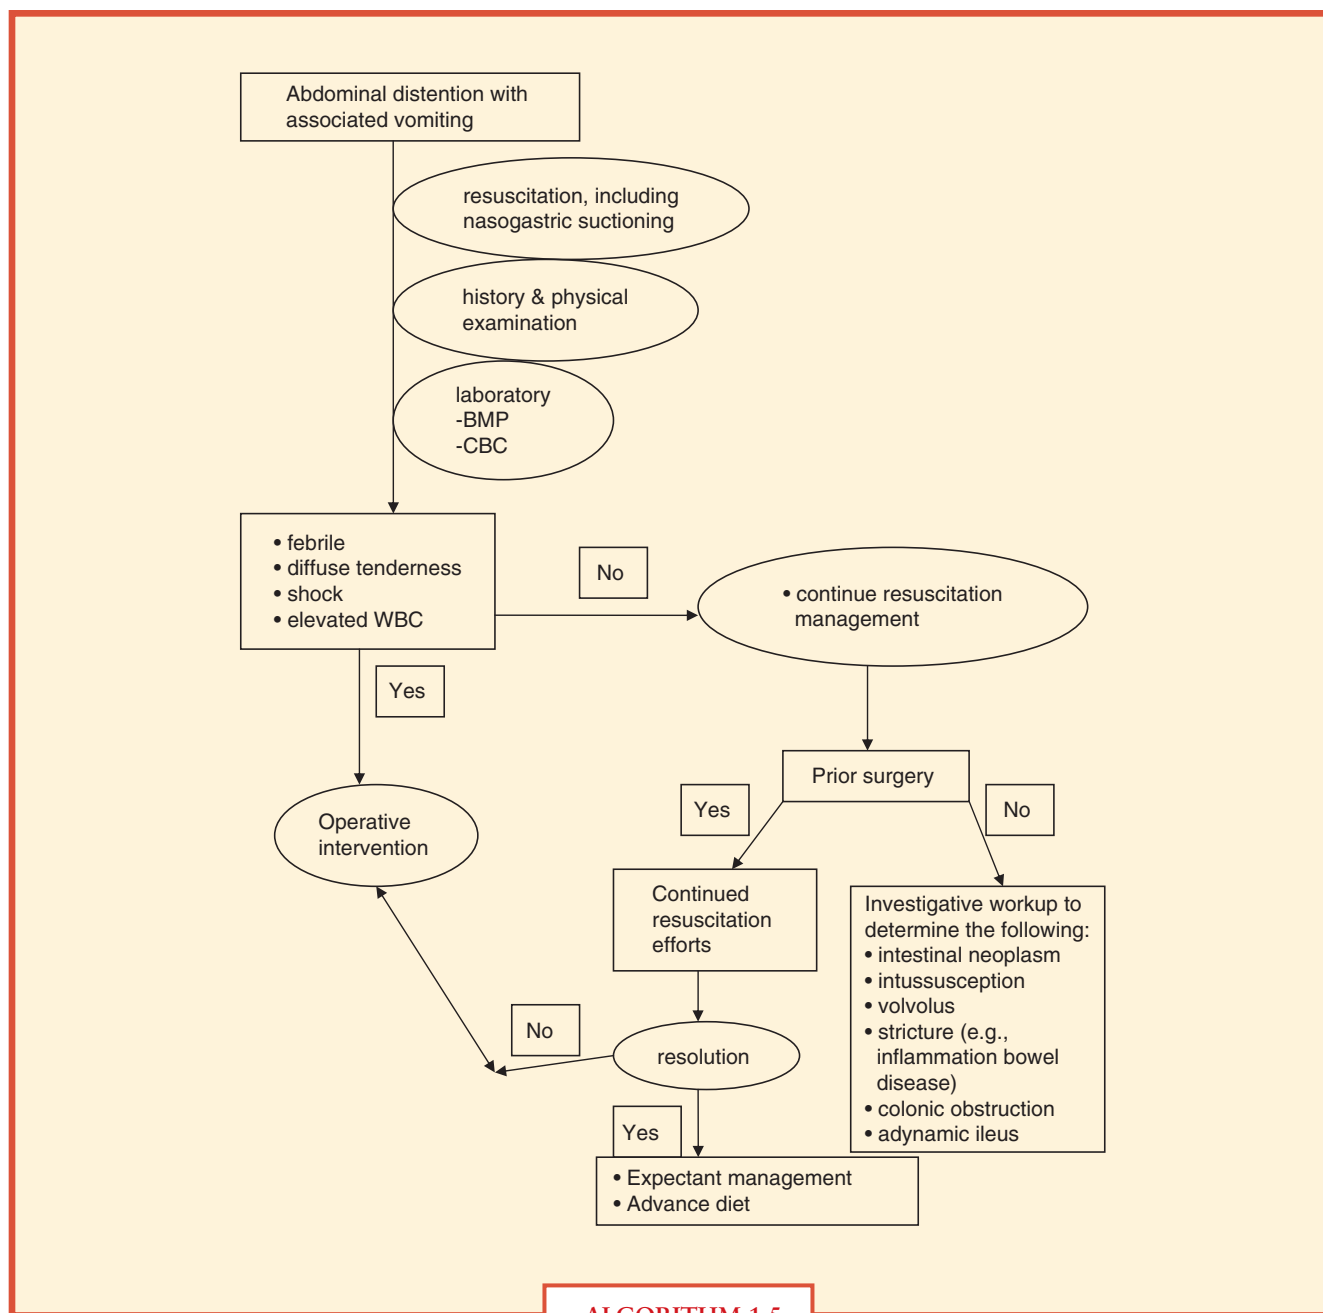 Abdominal distention with
associated vomiting
resuscitation, including
nasogastric suctioning
history & physical
examination
laboratory
-BMP
-CBC
• febrile
• diffuse tenderness
• shock
• elevated WBC
No
• continue resuscitation
management
Yes
Prior surgery
Yes
No
Operative
intervention
Continued
resuscitation
efforts
Investigative workup to
determine the following:
• intestinal neoplasm
• intussusception
• volvolus
• stricture (e.g.,
inflammation bowel
disease)
• colonic obstruction
• adynamic ileus
No
resolution
Yes
• Expectant management
• Advance diet
ALGORITHM 1-5